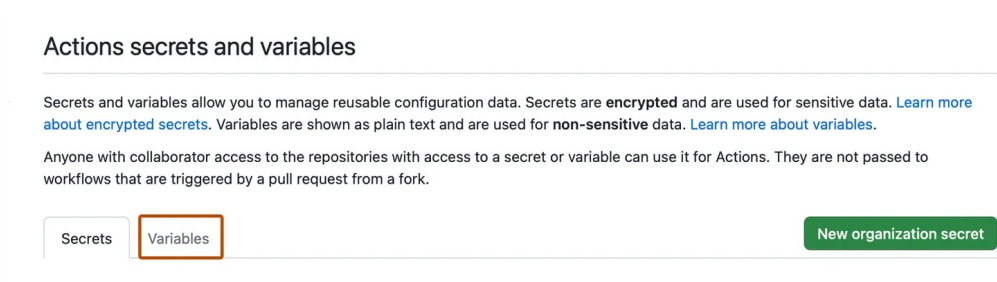 Actions secrets and variables
Secrets and variables allow you to manage reusable configuration data. Secrets are encrypted and are used for sensitive data. Learn more
about encrypted secrets. Variables are shown as plain text and are used for non-sensitive data. Learn more about variables.
Anyone with collaborator access to the repositories with access to a secret or variable can use it for Actions. They are not passed to
workflows that are triggered by a pull request from a fork.
Secrets Variables New organization secret